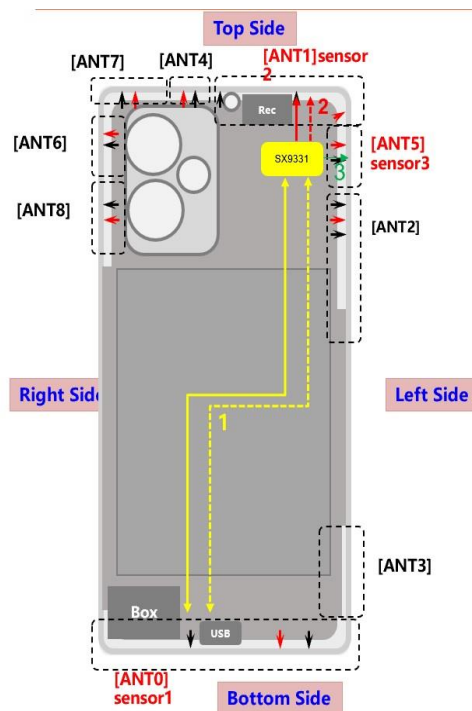 Top Side
[ANT7]
[ANT4]
[ANT1]sensor
2
2
Rec
[ANT6]
SX9331
[ANT5]
sensor3
3
[ANT8]
[ANT2]
Right Side
Left Side
1
[ANT3]
Box
USB
[ANT0]
sensor1
Bottom Side